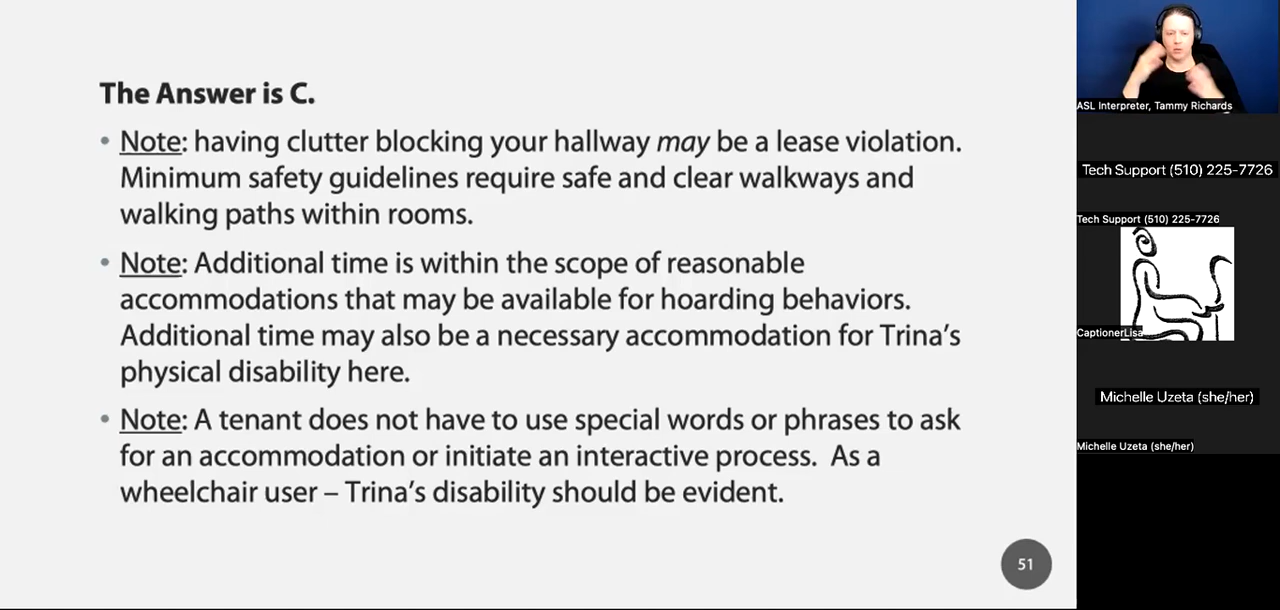 The Answer is C.
• Note: having clutter blocking your hallway may be a lease violation.
Minimum safety guidelines require safe and clear walkways and
walking paths within rooms.
• Note: Additional time is within the scope of reasonable
accommodations that may be available for hoarding behaviors.
Additional time may also be a necessary accommodation for Trina’s
physical disability here.
• Note: A tenant does not have to use special words or phrases to ask
for an accommodation or initiate an interactive process.  As a
wheelchair user – Trina’s disability should be evident.
51
ASL Interpreter, Tammy Richards
Tech Support (510) 225-7726
Tech Support (510) 225-7726
CaptionerLisa
Michelle Uzeta (she/her)
Michelle Uzeta (she/her)